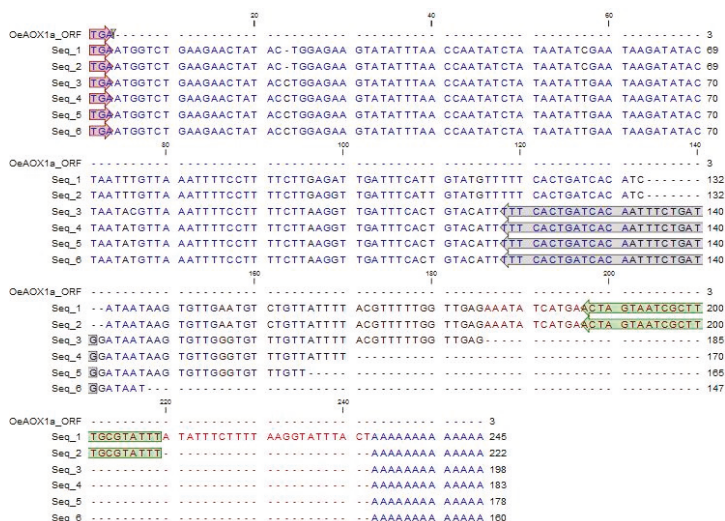 20 40 60
OeAOX1a_ORF TGA - - - - - - - - - - - - - - - - - - - - - - - - - - - - - - - - - - - - - - - - - - - - - - - - - - - - - - - - - - - - - - - - - - - 3
Seq_1 TGAATGGTCT GAAGAACTAT AC-TGGAGAA GTATATTTAA CCAATATCTA TAATATCGAA TAAGATATAC 69
Seq_2 TGAATGGTCT GAAGAACTAT AC-TGGAGAA GTATATTTAA CCAATATCTA TAATATCGAA TAAGATATAC 69
Seq_3 TGAATGGTCT GAAGAACTAT ACCTGGAGAA GTATATTTAA CCAATATCTA TAATATTGAA TAAGATATAC 70
Seq_4 TGAATGGTCT GAAGAACTAT ACCTGGAGAA GTATATTTAA CCAATATCTA TAATATTGAA TAAGATATAC 70
Seq_5 TGAATGGTCT GAAGAACTAT ACCTGGAGAA GTATATTTAA CCAATATCTA TAATATTGAA TAAGATATAC 70
Seq_6 TGAATGGTCT GAAGAACTAT ACCTGGAGAA GTATATTTAA CCAATATCTA TAATATTGAA TAAGATATAC 70
80 100 120 140
OeAOX1a_ORF - - - - - - - - - - - - - - - - - - - - - - - - - - - - - - - - - - - - - - - - - - - - - - - - - - - - - - - - - - - - - - - - - - - - - - 3
Seq_1 TAATTTGTTA AATTTTCCTT TTTCTTGAGAT TGATTTCATT GTATGTTTTT CACTGATCAC ATC- - - - - - - 132
Seq_2 TAATTTGTTA AATTTTCCTT TTTCTTGAGGT TGATTTCATT GTATGTTTTT CACTGATCAC ATC- - - - - - - 132
Seq_3 TAATACGTTA AATTTTCCTT TTTCTTAAGGT TGATTTCACT GTACATTTTT CACTGATCAC AATTTCTGAT 140
Seq_4 TAATATGTTA AATTTTCCTT TTTCTTAAGGT TGATTTCACT GTACATTTTT CACTGATCAC AATTTCTGAT 140
Seq_5 TAATATGTTA AATTTTCCTT TTTCTTAAGGT TGATTTCACT GTACATTTTT CACTGATCAC AATTTCTGAT 140
Seq_6 TAATATGTTA AATTTTCCTT TTTCTTAAGGT TGATTTCACT GTACATTTTT CACTGATCAC AATTTCTGAT 140
160 180 200
OeAOX1a_ORF - - - - - - - - - - - - - - - - - - - - - - - - - - - - - - - - - - - - - - - - - - - - - - - - - - - - - - - - - - - - - - - - - - - - - - 3
Seq_1 - -ATAATAAG TGTTGAATGT CTGTTATTTT ACGTTTTTGG TTGAGAAATA TCATGAACTA GTAATCGCTT 200
Seq_2 - -ATAATAAG TGTTGAATGT CTGTTATTTT ACGTTTTTGG TTGAGAAATA TCATGAACTA GTAATCGCTT 200
Seq_3 GGATAATAAG TGTTGGGTGT CTGTTATTTT ACGTTTTTGG TTGAG- - - - - - - - - - - - - - - - - - - - - - - - - 185
Seq_4 GGATAATAAG TGTTGGGTGT TTGTTATTTT - - - - - - - - - - - - - - - - - - - - - - - - - - - - - - - - - - - - - - - - 170
Seq_5 GGATAATAAG TGTTGGGTGT TTGTT- - - - - - - - - - - - - - - - - - - - - - - - - - - - - - - - - - - - - - - - - - - - - 165
Seq_6 GGATAAT- - - - - - - - - - - - - - - - - - - - - - - - - - - - - - - - - - - - - - - - - - - - - - - - - - - - - - - - - - - - - - - 147
220 240
OeAOX1a_ORF - - - - - - - - - - - - - - - - - - - - - - - - - - - - - - - - - - - - - - - - - - - - - 3
Seq_1 TGCGTATTTA TATTTCTTTT AAGGTATTTA CTAAAAAAAA AAAAA 245
Seq_2 TGCGTATTT- - - - - - - - - - - - - - - - - - - - - - - AAAAAAAA AAAAA 222
Seq_3 - - - - - - - - - - - - - - - - - - - - - - - - - - - - - - - - AAAAAAAA AAAAA 198
Seq_4 - - - - - - - - - - - - - - - - - - - - - - - - - - - - - - - - AAAAAAAA AAAAA 183
Seq_5 - - - - - - - - - - - - - - - - - - - - - - - - - - - - - - - - AAAAAAAA AAAAA 178
Seq_6 - - - - - - - - - - - - - - - - - - - - - - - - - - - - - - - - AAAAAAAA AAAAA 160